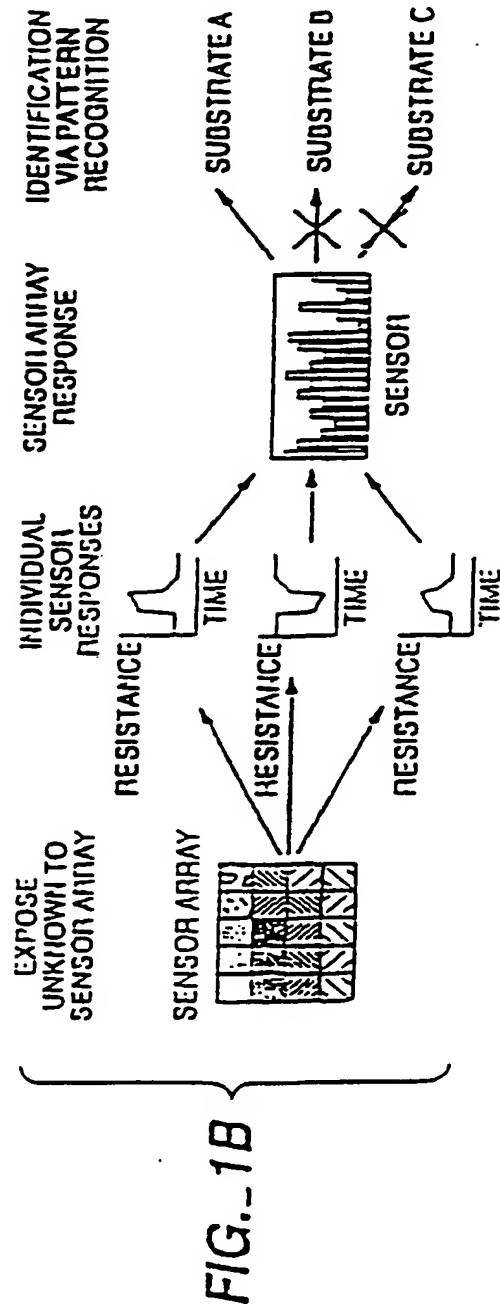 FIG._1B
EXPOSE
UNKNOWN TO
SENSOR ARRAY
SENSOR ARRAY
INDIVIDUAL
SENSOR
RESPONSES
RESISTANCE
TIME
RESISTANCE
TIME
RESISTANCE
TIME
SENSOR ARRAY
RESPONSE
SENSOR
IDENTIFICATION
VIA PATTERN
RECOGNITION
SUBSTRATE A
SUBSTRATE B
SUBSTRATE C